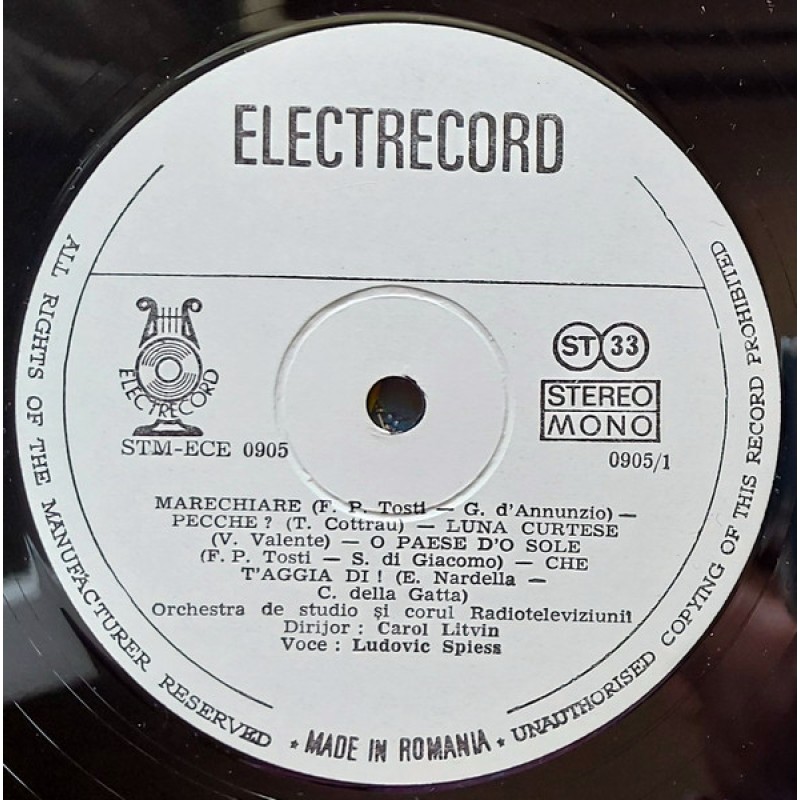 ELECTRECORD
ELECTRECORD
STM-ECE 0905
ST 33
STEREO
MONO
0905/1
MARECHIARE (F. P. Tosti — G. d'Annunzio) —
PECCHE ? (T. Cottrau) — LUNA CURTESE
(V. Valente) — O PAESE D'O SOLE
(F. P. Tosti — S. di Giacomo) — CHE
T'AGGIA DI ! (E. Nardella —
C. della Gatta)
Orchestra de studio și corul Radioteleviziunii
Dirijor : Carol Litvin
Voce : Ludovic Spiess
ALL RIGHTS OF THE MANUFACTURER RESERVED ★ MADE IN ROMANIA ★ UNAUTHORISED COPYING OF THIS RECORD PROHIBITED